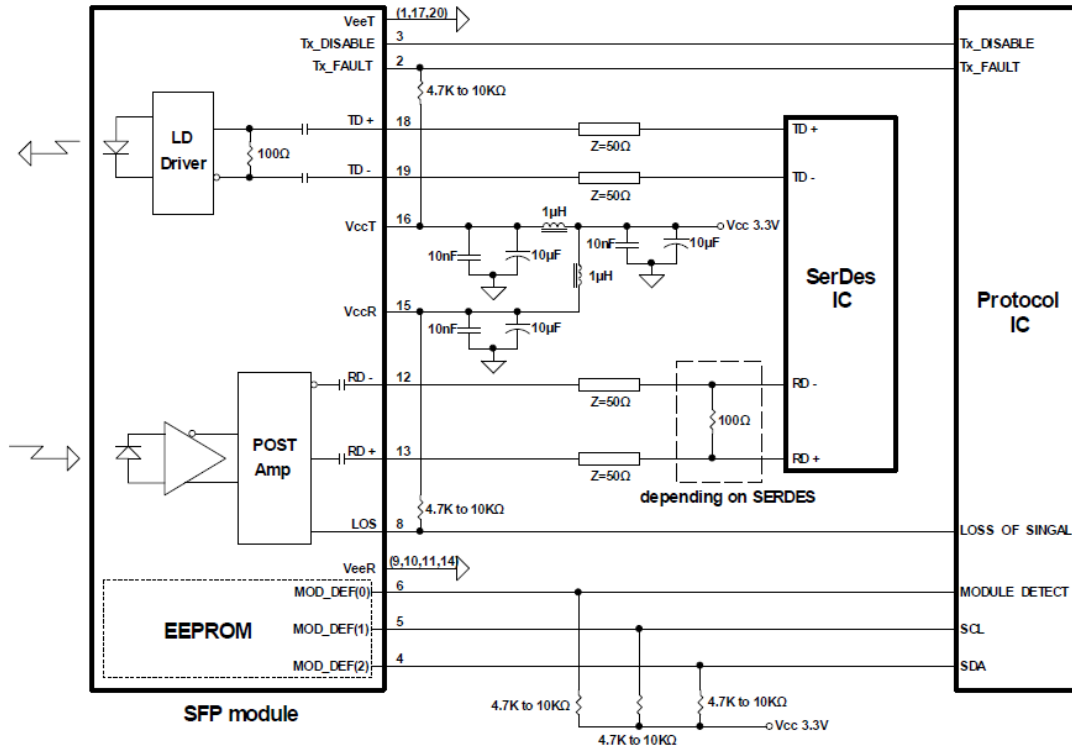 VeeT (1,17,20)
Tx_DISABLE 3 Tx_DISABLE
Tx_FAULT 2 Tx_FAULT
4.7K to 10KΩ
LD
Driver
100Ω
TD + 18 TD +
Z=50Ω
TD - 19 TD -
Z=50Ω
VccT 16
1µH
Vcc 3.3V
10nF
10µF
10nF
10µF
1µH
SerDes
IC
Protocol
IC
VccR 15
10nF
10µF
RD - 12 RD -
Z=50Ω
100Ω
POST
Amp
RD + 13 RD +
Z=50Ω
depending on SERDES
4.7K to 10KΩ
LOS 8 LOSS OF SINGAL
VeeR (9,10,11,14)
MOD_DEF(0) 6 MODULE DETECT
EEPROM
MOD_DEF(1) 5 SCL
MOD_DEF(2) 4 SDA
SFP module
4.7K to 10KΩ
4.7K to 10KΩ
Vcc 3.3V
4.7K to 10KΩ